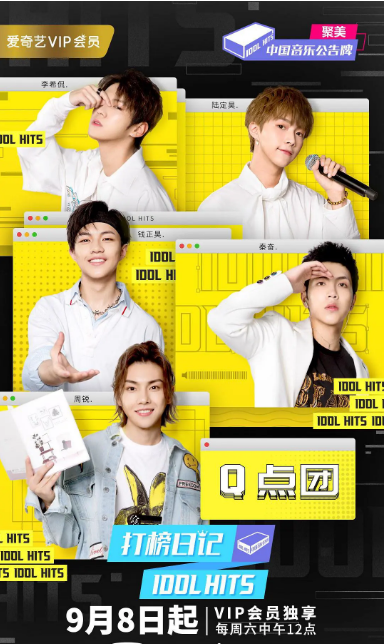 爱奇艺VIP会员
IDOL HITS
聚美
中国音乐公告牌
李希侃.
陆定昊.
IDOL HITS
IDOL HITS
钱正昊.
秦奋.
IDOL HITS
IDOL HITS
IDOL HITS
IDOL HITS
IDOL HITS
周锐.
Q点团
IDOL HITS
IDOL HITS
打榜日记
IDOL HITS
9月8日起
VIP会员独享
每周六中午12点